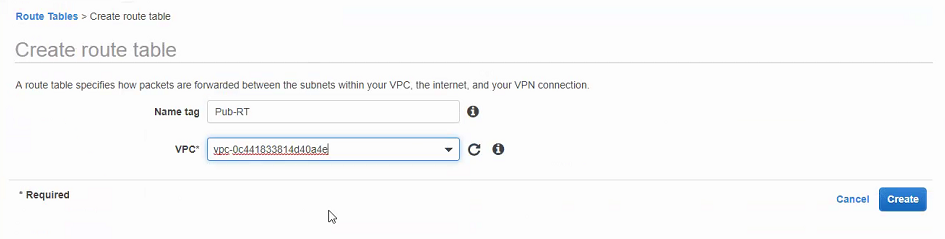 Route Tables > Create route table
Create route table
A route table specifies how packets are forwarded between the subnets within your VPC, the internet, and your VPN connection.
Name tag Pub-RT
VPC* vpc-0c441833814d40a4e
* Required Cancel Create